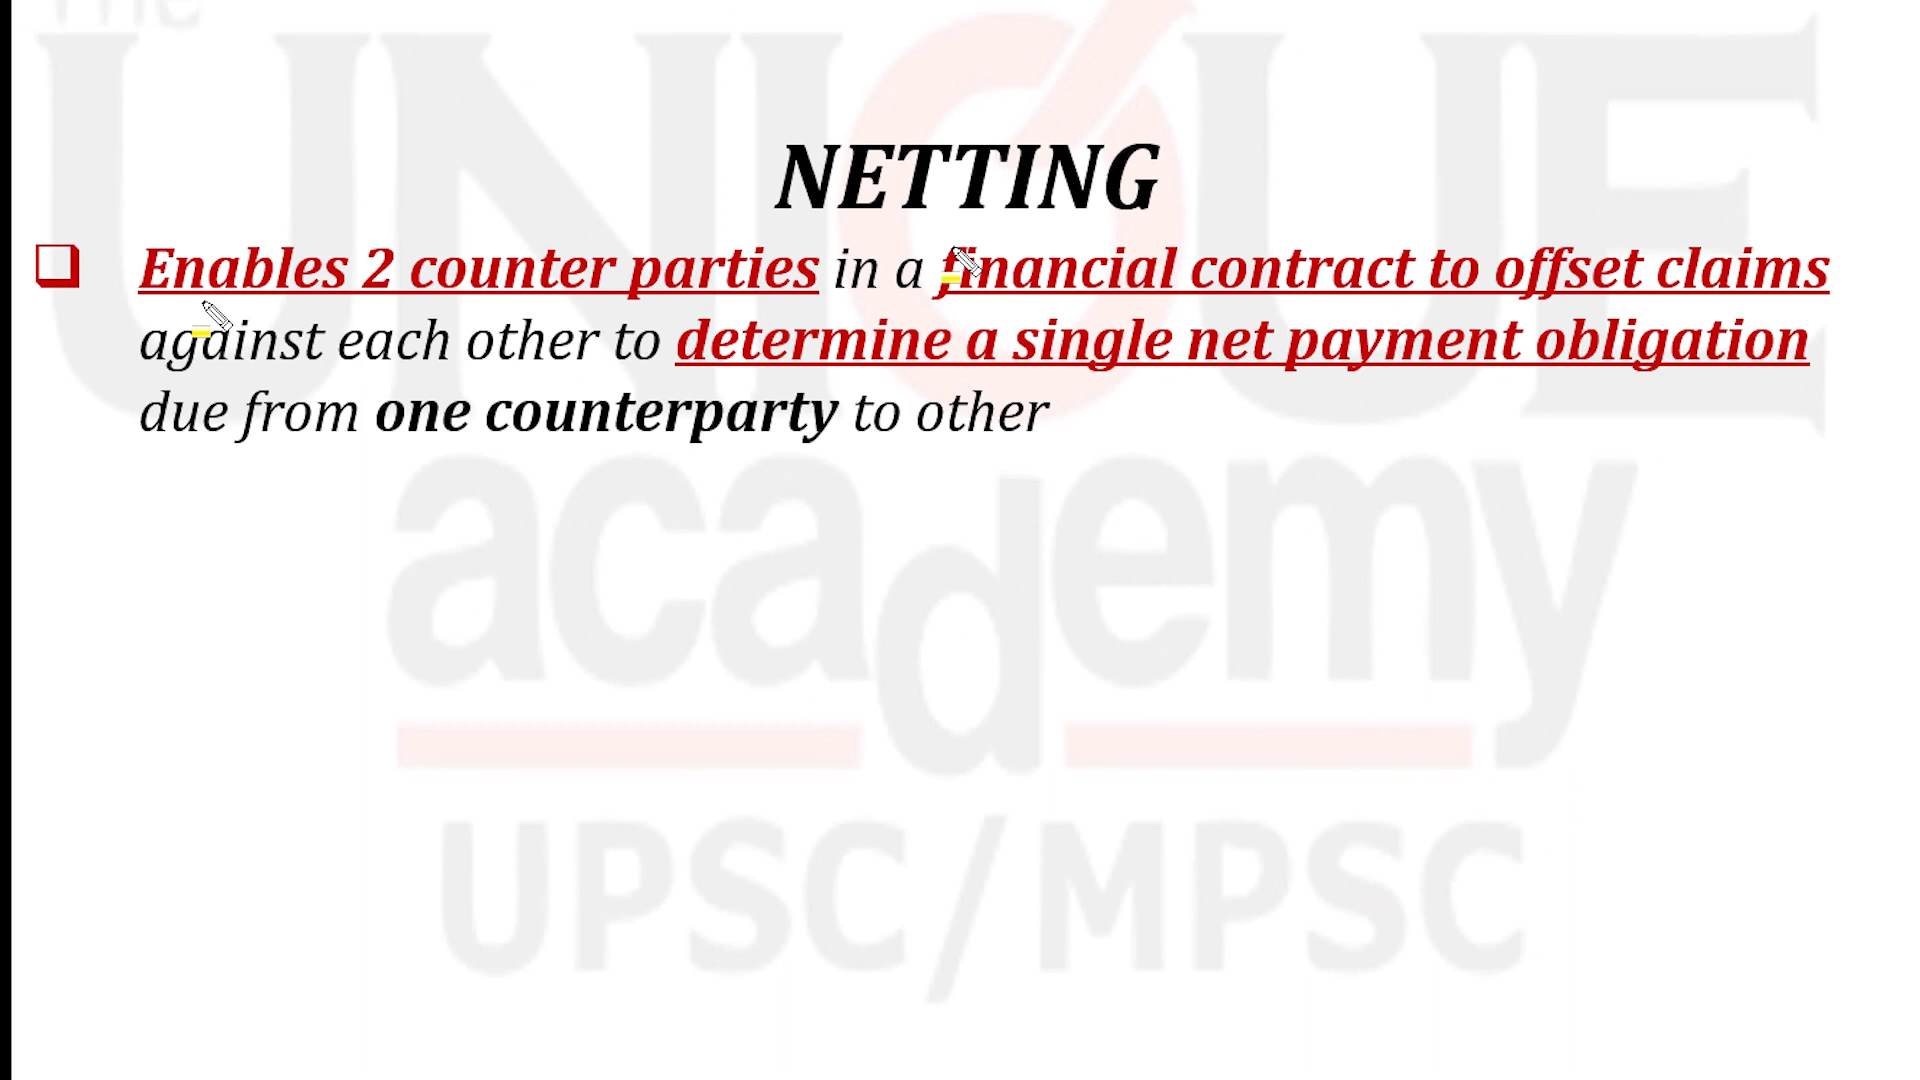 The
UNIQUE
NETTING
Enables 2 counter parties in a financial contract to offset claims
against each other to determine a single net payment obligation
due from one counterparty to other
academy
UPSC/MPSC